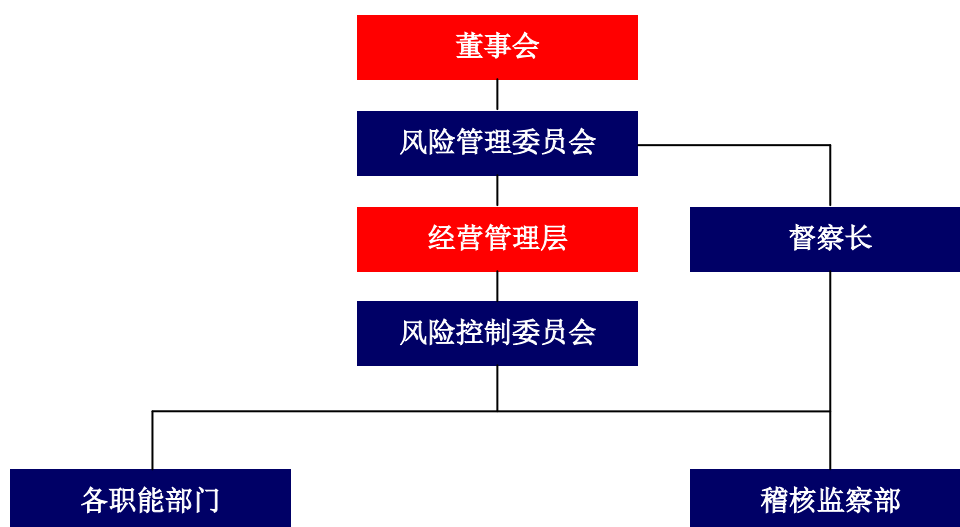 董事会
风险管理委员会
经营管理层
督察长
风险控制委员会
各职能部门
稽核监察部